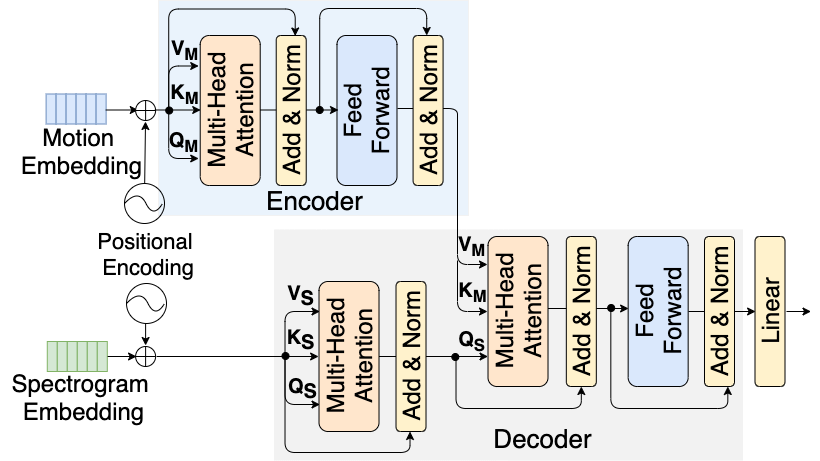 V_M
K_M
Q_M
Multi-Head
Attention
Add & Norm
Feed
Forward
Add & Norm
Motion
Embedding
Encoder
Positional
Encoding
V_M
K_M
Q_S
Multi-Head
Attention
Add & Norm
Feed
Forward
Add & Norm
Linear
V_S
K_S
Q_S
Multi-Head
Attention
Add & Norm
Spectrogram
Embedding
Decoder